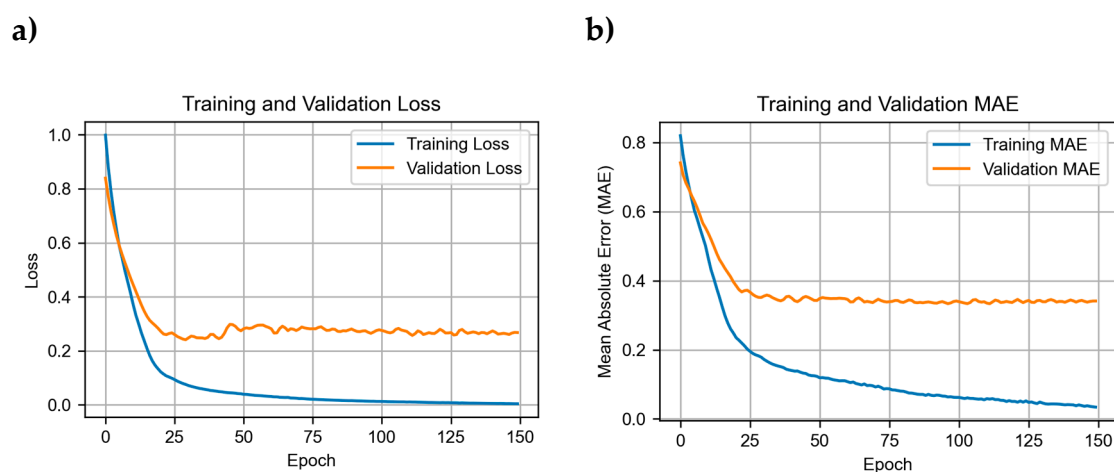 a)
Training and Validation Loss
Loss
1.0
0.8
0.6
0.4
0.2
0.0
Training Loss
Validation Loss
0 25 50 75 100 125 150
Epoch
b)
Training and Validation MAE
Mean Absolute Error (MAE)
0.8
0.6
0.4
0.2
0.0
Training MAE
Validation MAE
0 25 50 75 100 125 150
Epoch